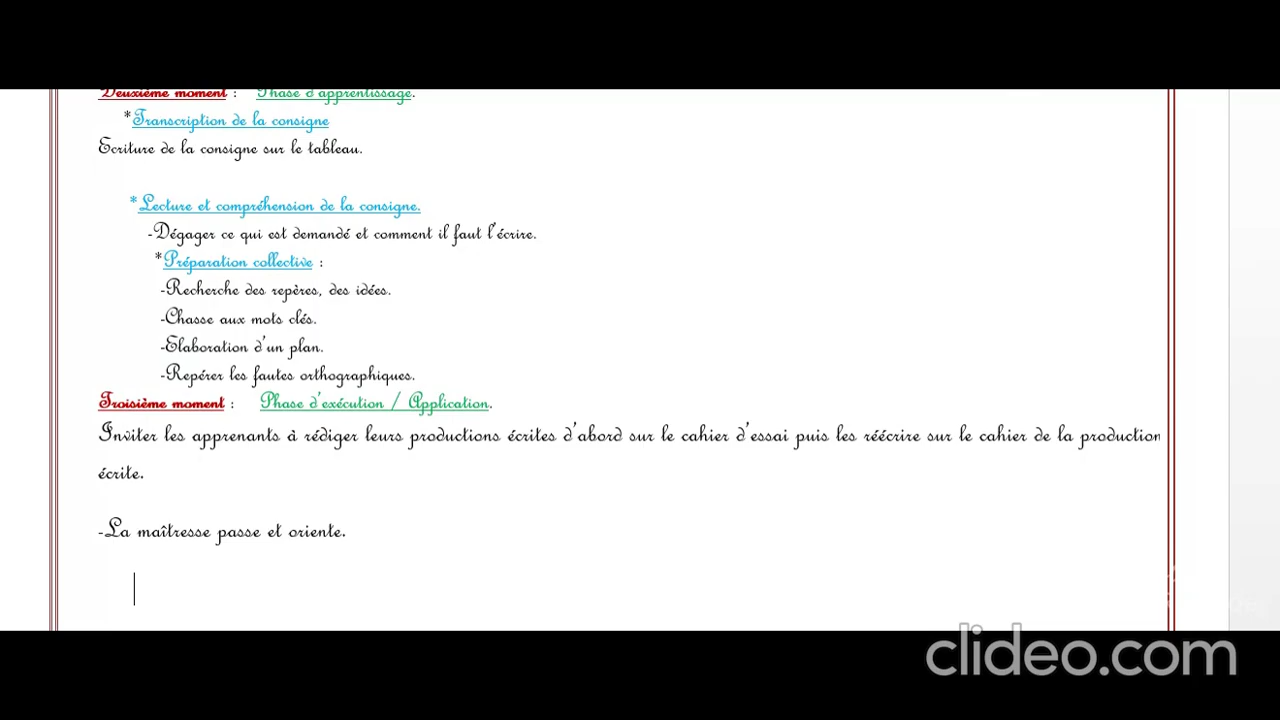 Deuxième moment : Phase d'apprentissage.
*Transcription de la consigne
Ecriture de la consigne sur le tableau.
*Lecture et compréhension de la consigne.
-Dégager ce qui est demandé et comment il faut l'écrire.
*Préparation collective :
-Recherche des repères, des idées.
-Chasse aux mots clés.
-Elaboration d'un plan.
-Repérer les fautes orthographiques.
Troisième moment : Phase d'exécution / Application.
Inviter les apprenants à rédiger leurs productions écrites d'abord sur le cahier d'essai puis les réécrire sur le cahier de la production
écrite.
-La maîtresse passe et oriente.
clideo.com